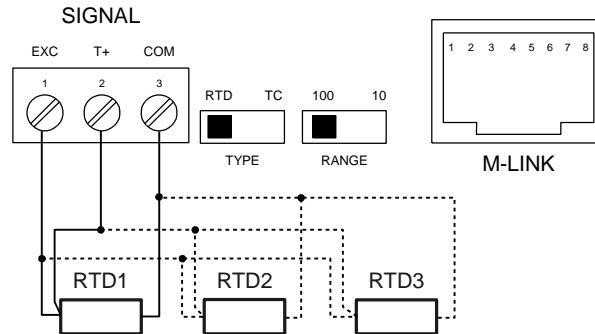 SIGNAL
EXC T+ COM
1 2 3
RTD TC
TYPE
100 10
RANGE
1 2 3 4 5 6 7 8
M-LINK
RTD1 RTD2 RTD3